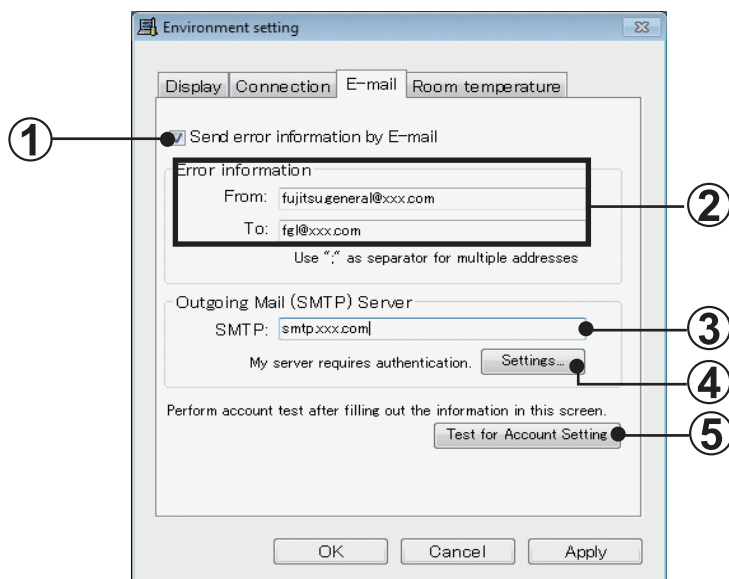 Environment setting
Display Connection E-mail Room temperature
1
Send error information by E-mail
Error information
From: fujitsugeneral@xxx.com
2
To: fgl@xxx.com
Use ";" as separator for multiple addresses
Outgoing Mail (SMTP) Server
SMTP: smtp.xxx.com
3
My server requires authentication. Settings...
4
Perform account test after filling out the information in this screen.
Test for Account Setting
5
OK Cancel Apply